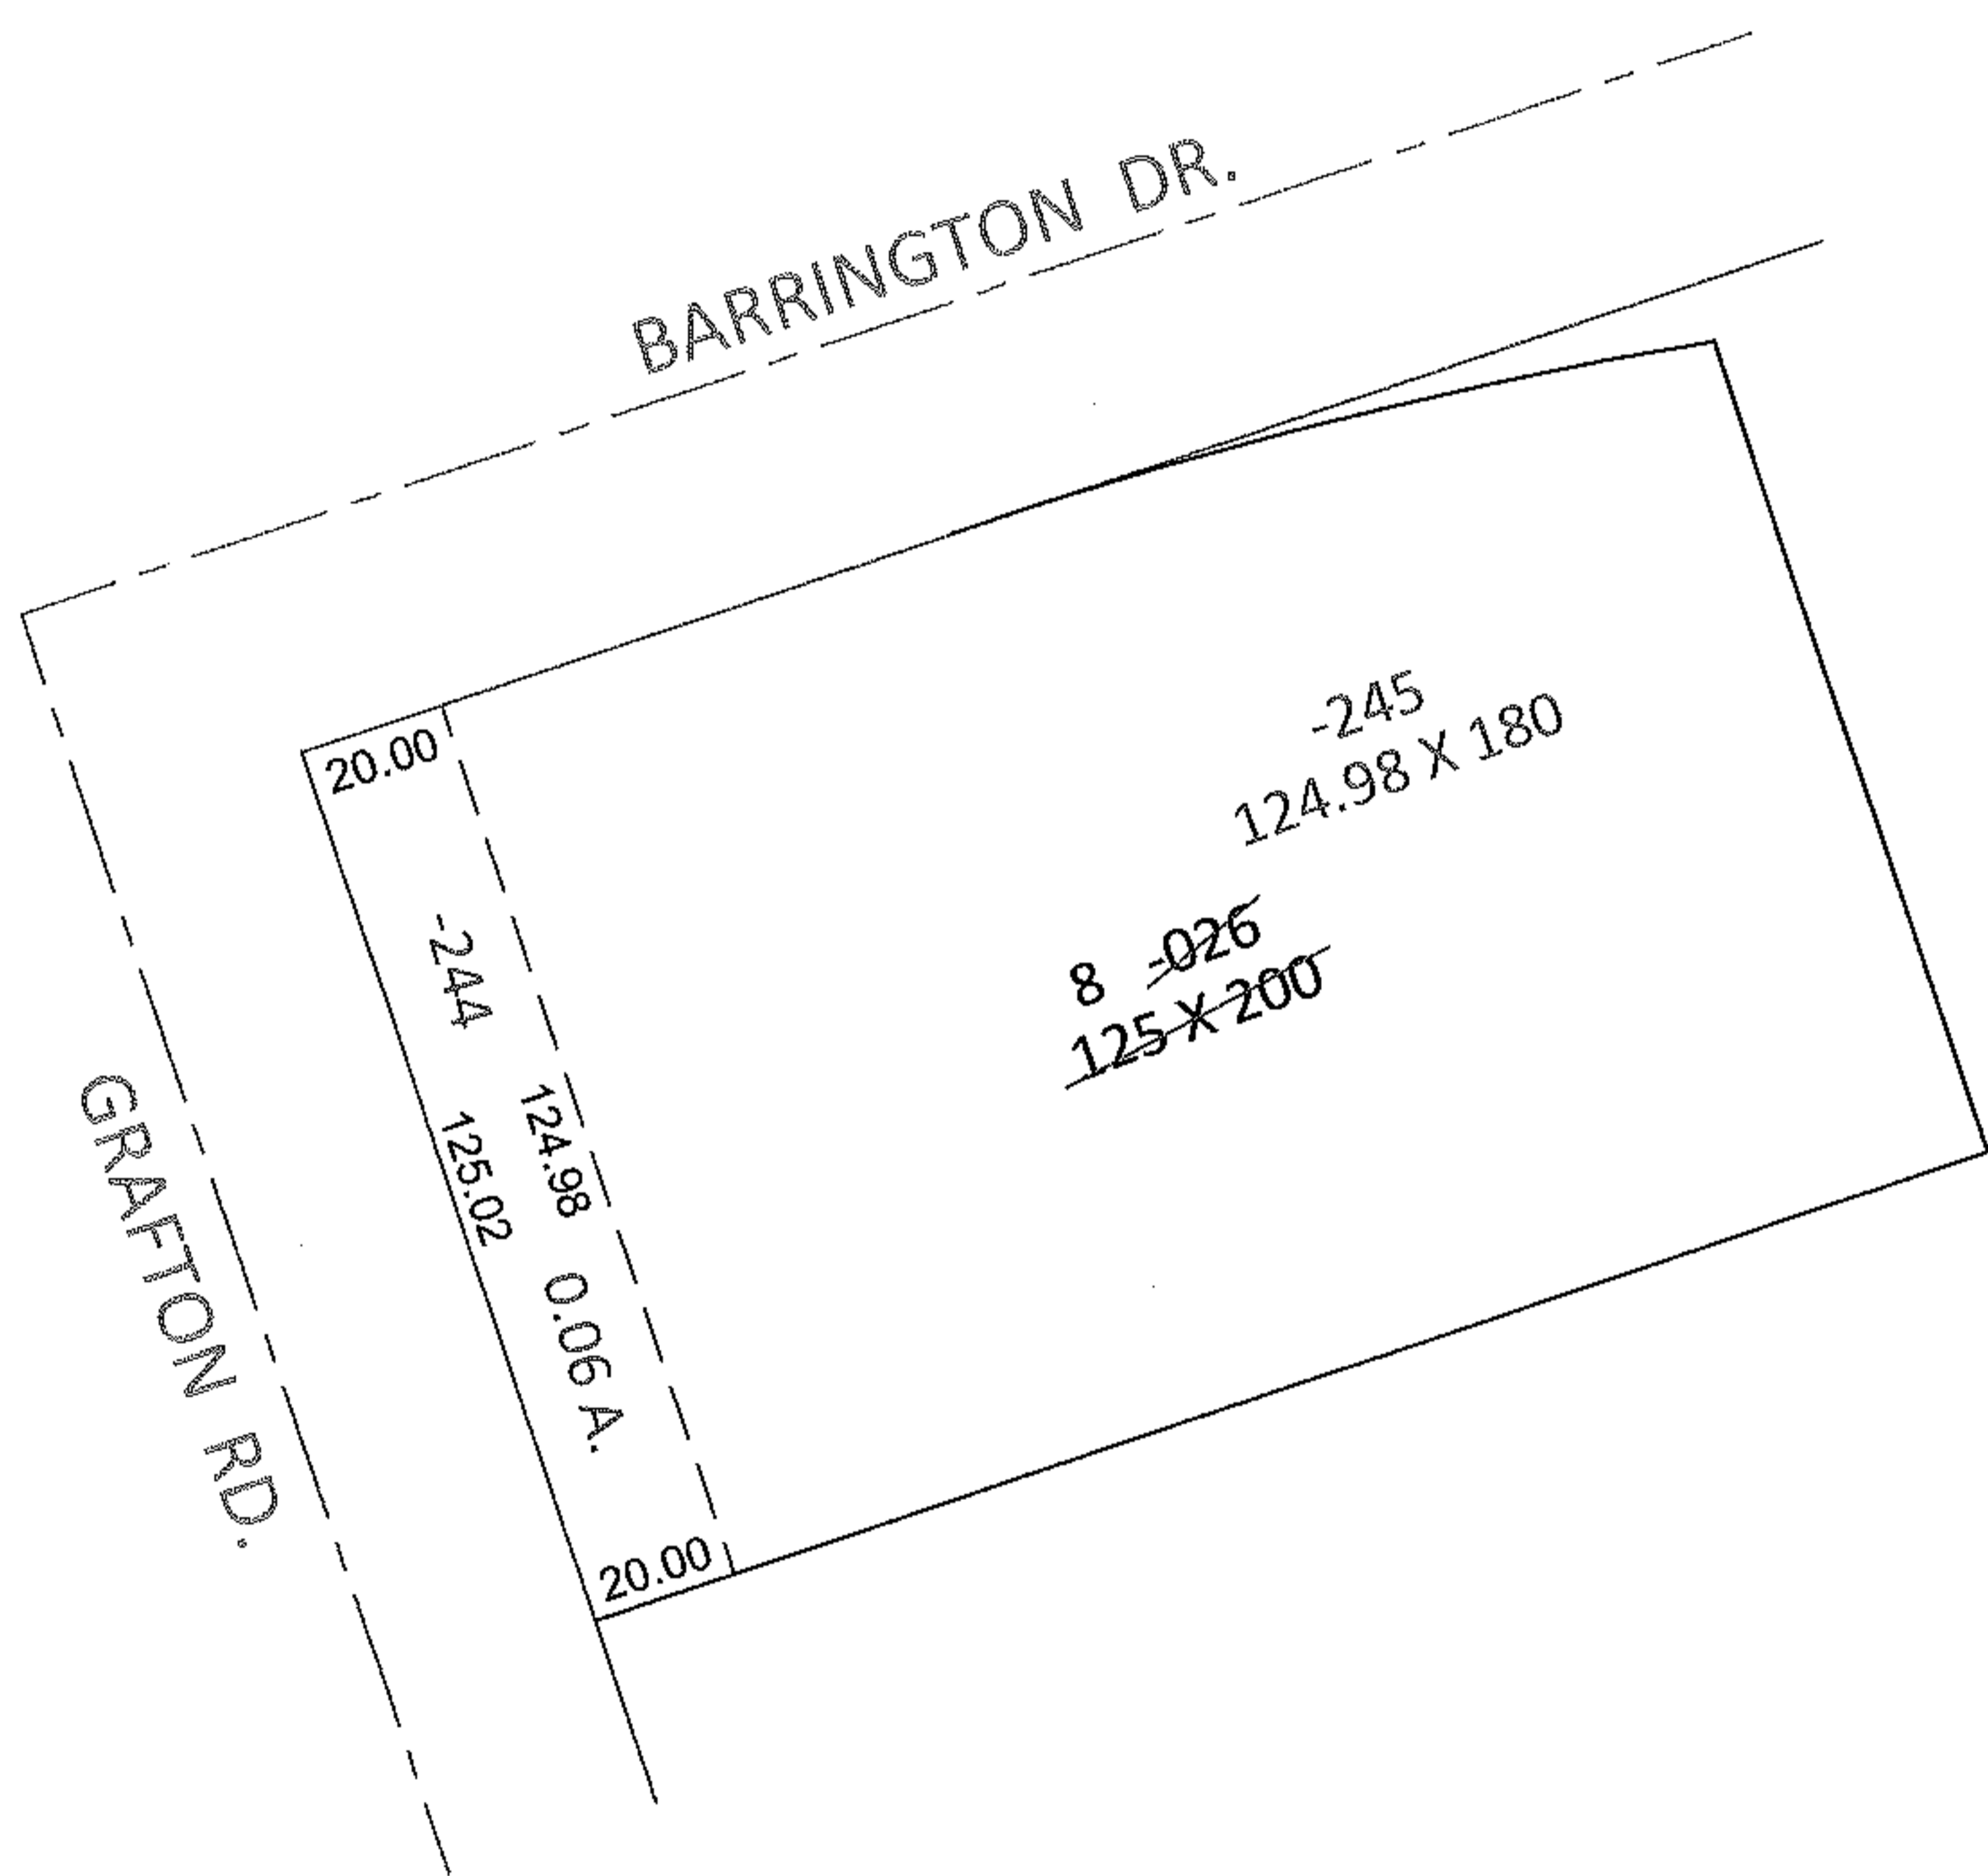 BARRINGTON DR.
20.00
-245
124.98 X 180
8 -026
125 X 200
-244
124.98 0.06 A.
125.02
GRAFTON RD.
20.00